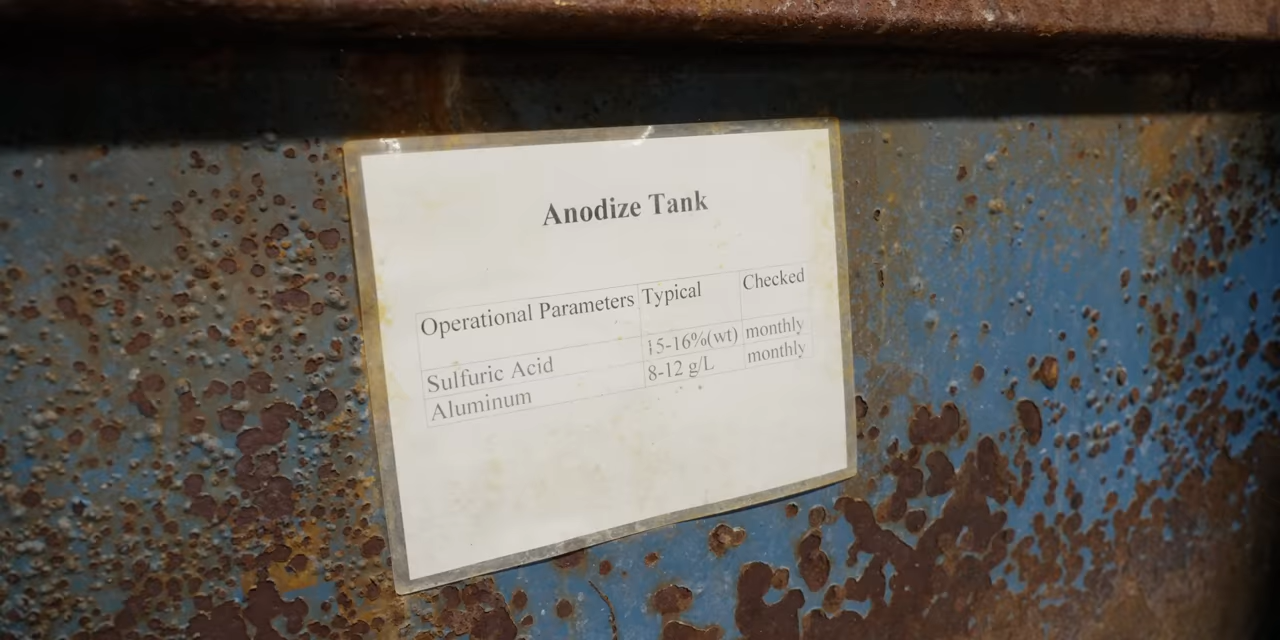 Anodize Tank
Operational Parameters Typical Checked
Sulfuric Acid 15-16%(wt) monthly
Aluminum 8-12 g/L monthly